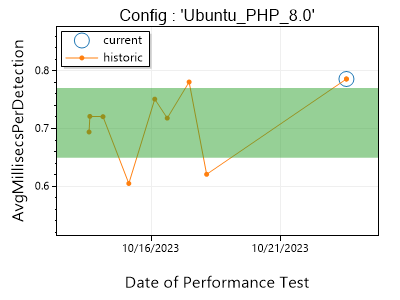 Config : 'Ubuntu_PHP_8.0'
current
historic
AvgMillisecsPerDetection
0.8
0.7
0.6
10/16/2023
10/21/2023
Date of Performance Test